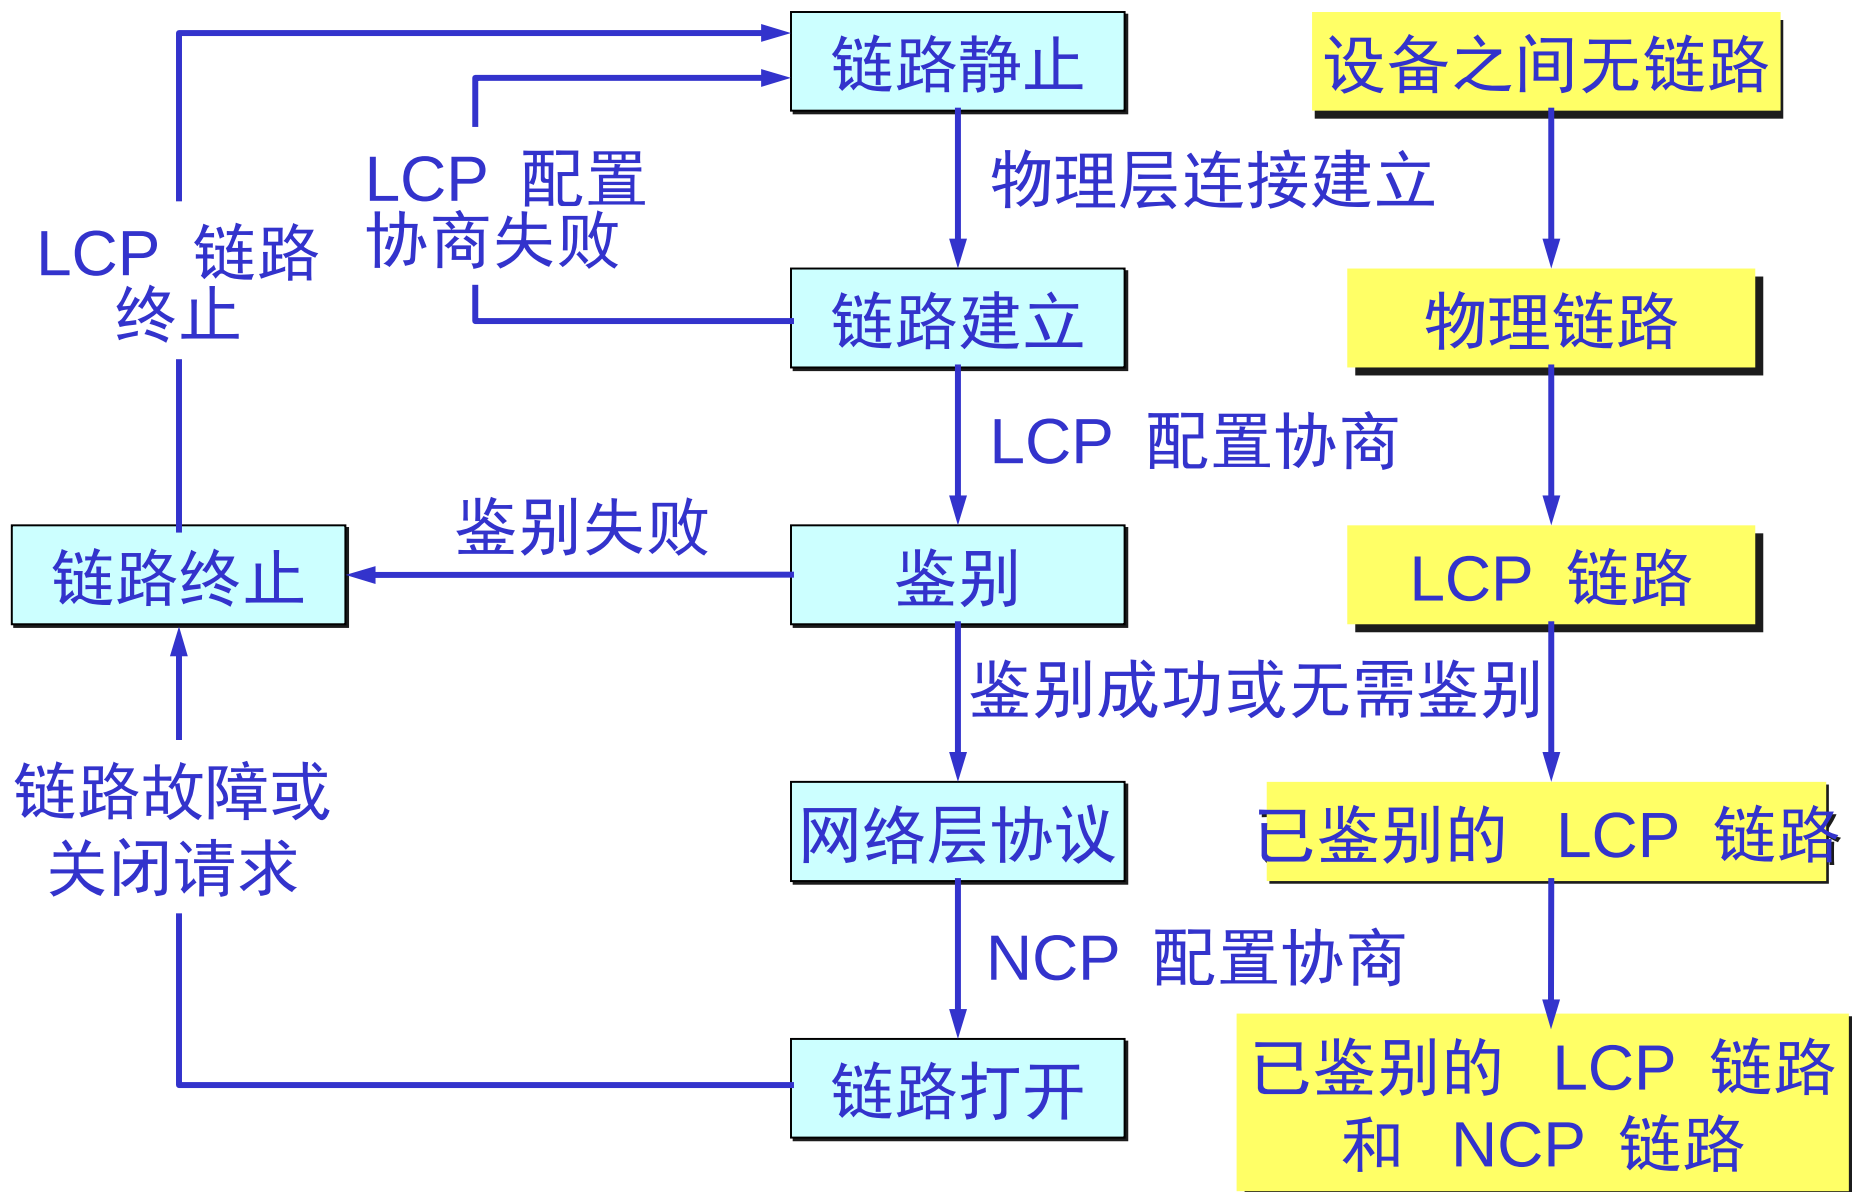 链路静止
设备之间无链路
LCP 配置
协商失败
物理层连接建立
LCP 链路
终止
链路建立
物理链路
LCP 配置协商
鉴别失败
链路终止
鉴别
LCP 链路
鉴别成功或无需鉴别
链路故障或
关闭请求
网络层协议
已鉴别的 LCP 链路
NCP 配置协商
链路打开
已鉴别的 LCP 链路
和 NCP 链路